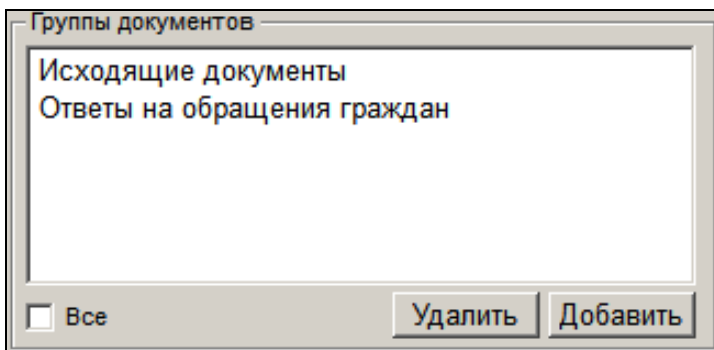 Группы документов
Исходящие документы
Ответы на обращения граждан
Все
Удалить
Добавить